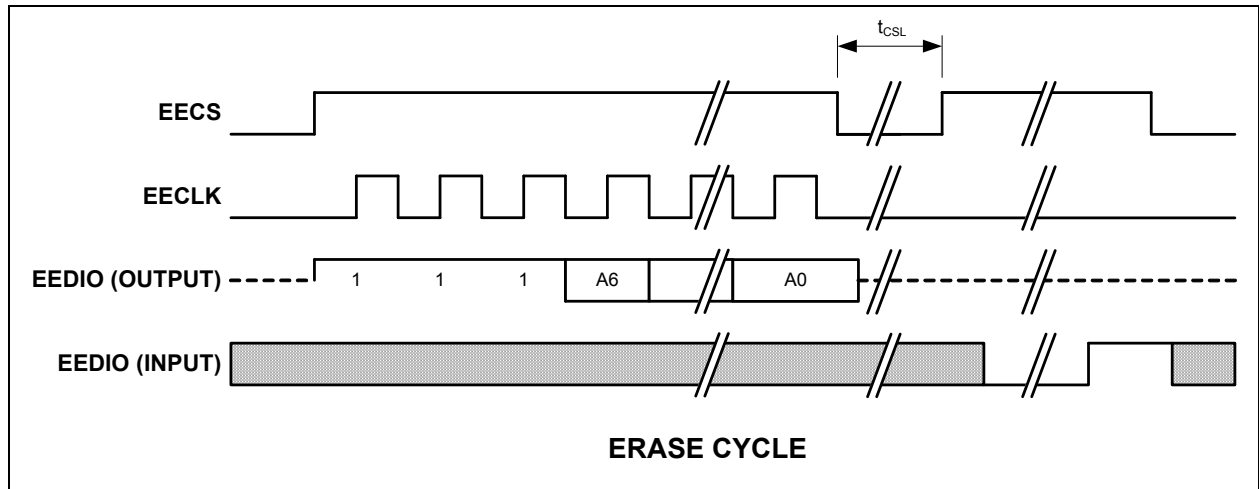 tCSL
EECS
EECLK
EEDIO (OUTPUT) 1 1 1 A6 A0
EEDIO (INPUT)
ERASE CYCLE